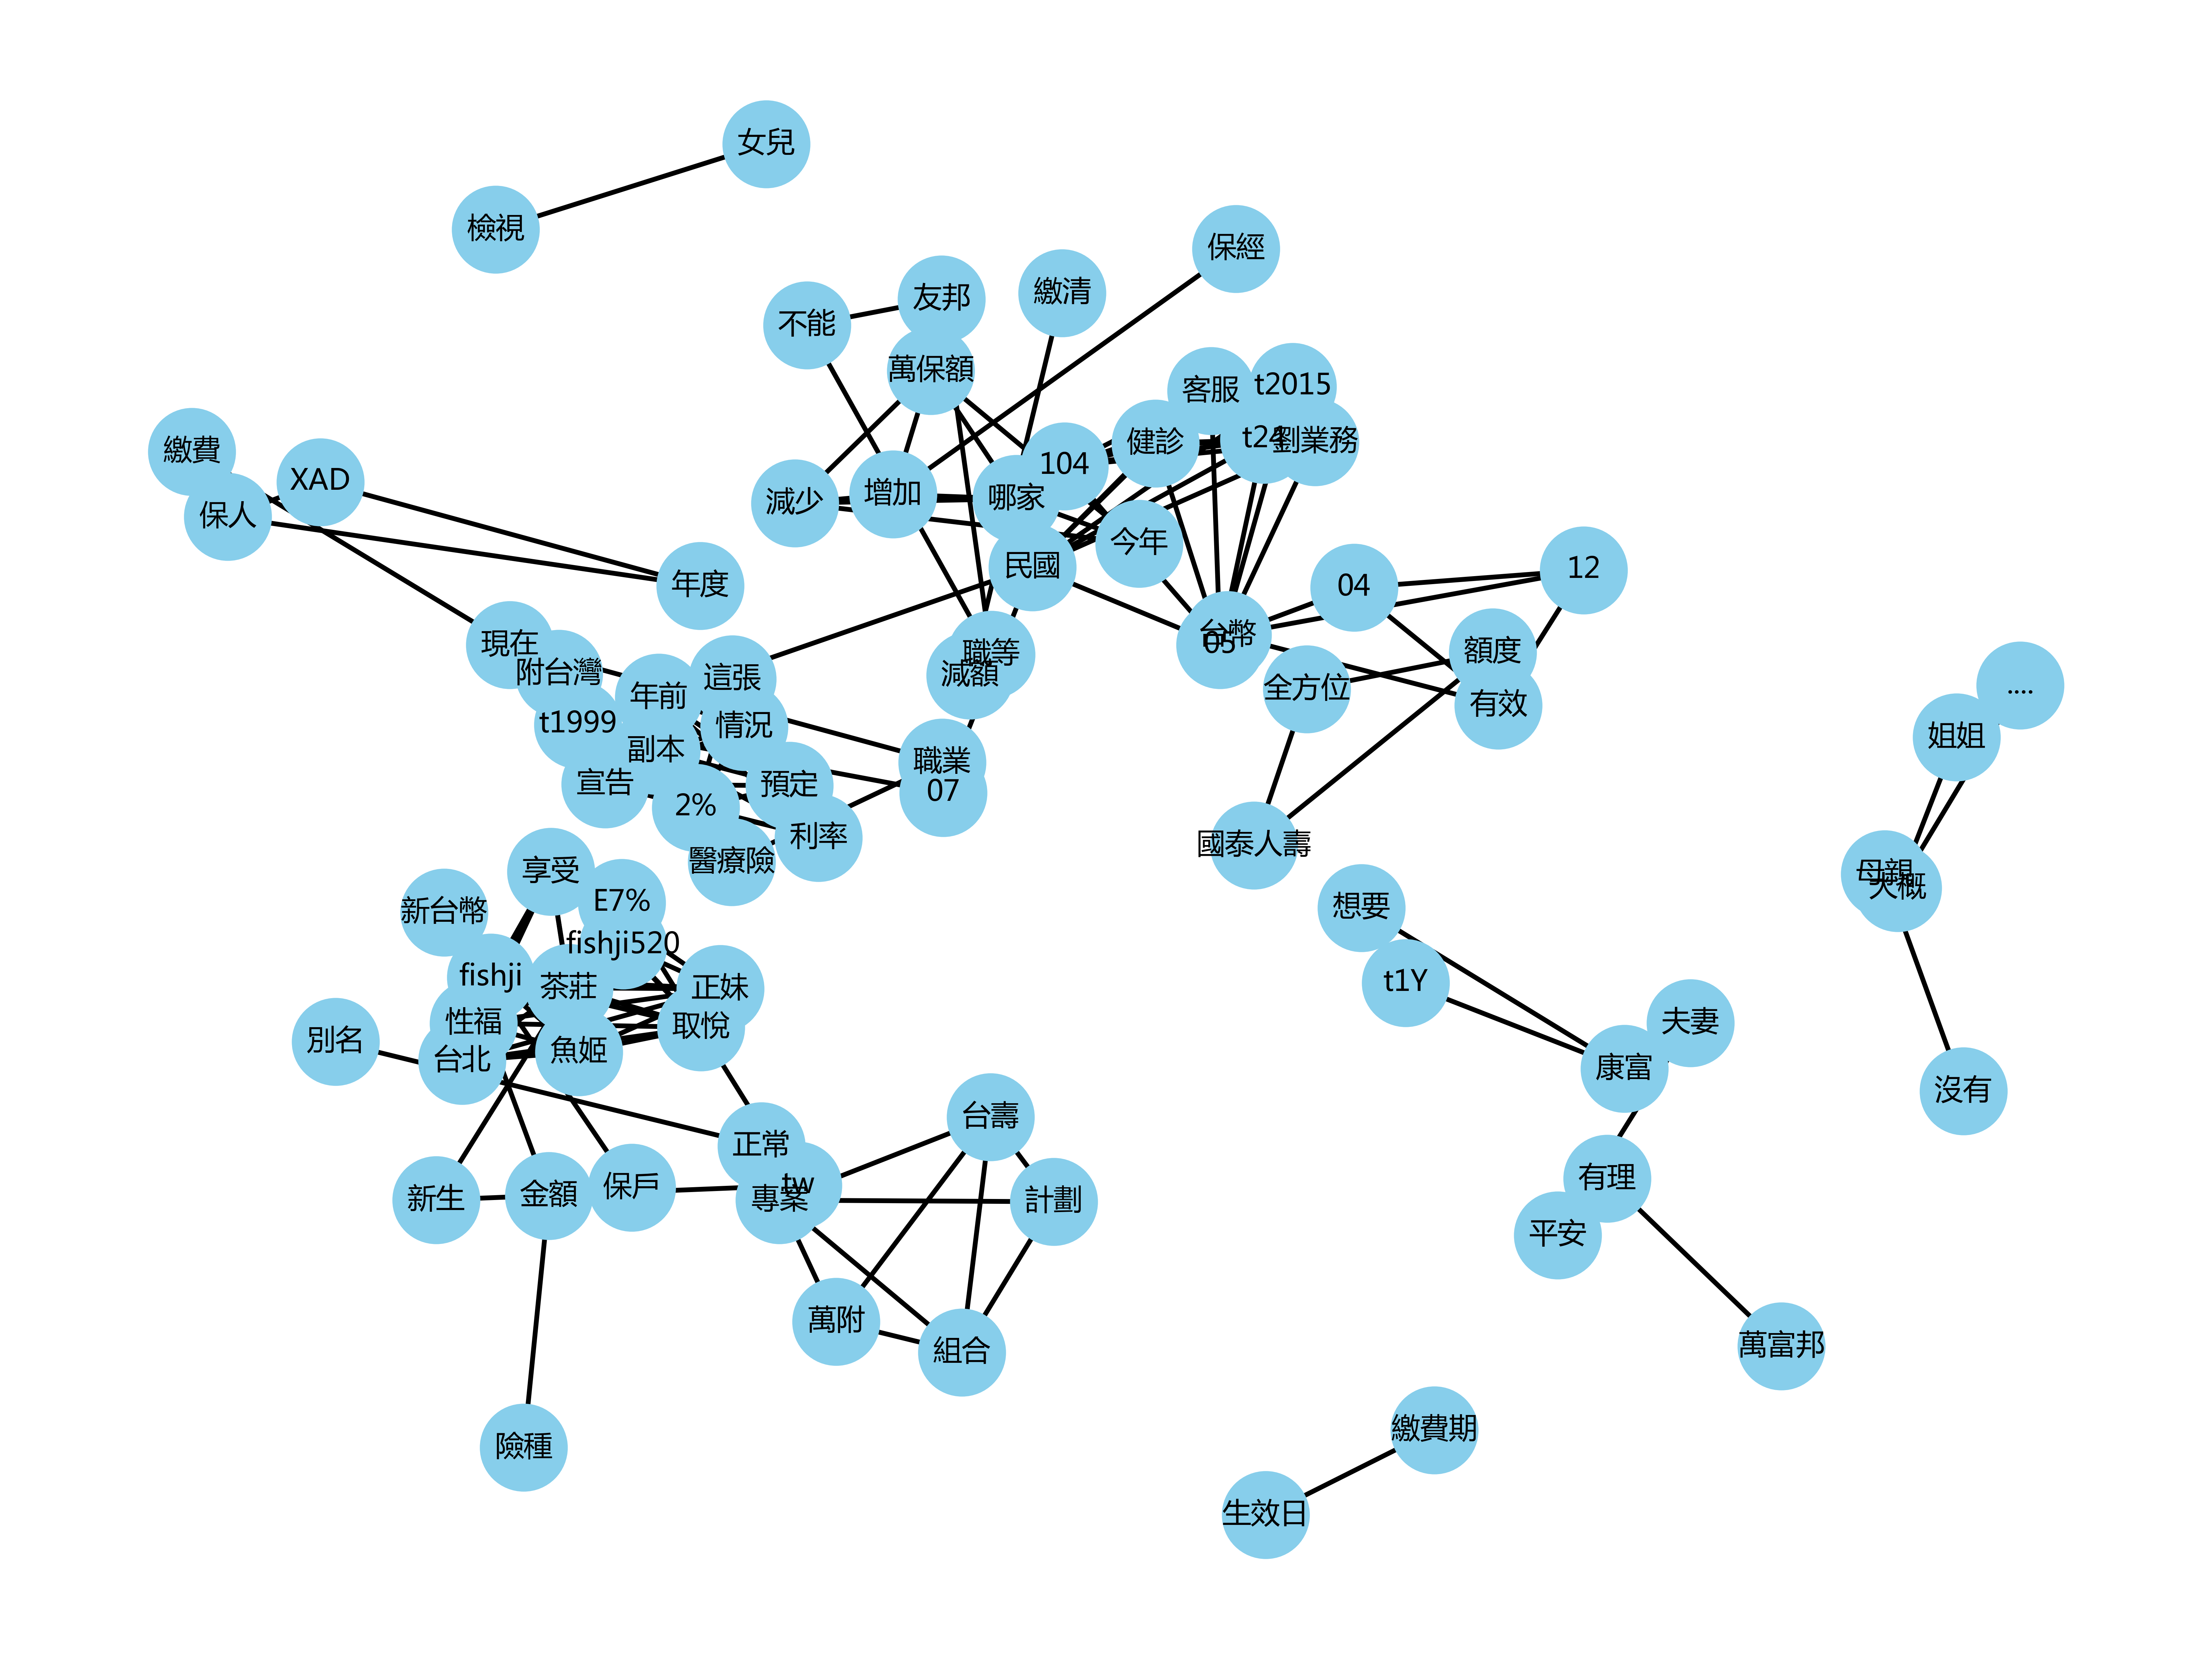 女兒
檢視
保經
友邦
繳清
不能
萬保額
客服
t2015
繳費
健診
t24
劉業務
XAD
104
保人
減少
增加
哪家
今年
民國
12
年度
04
台幣
05
現在
職等
額度
附台灣
減額
這張
年前
全方位
有效
....
t1999
情況
姐姐
副本
職業
宣告
預定
07
2%
利率
國泰人壽
醫療險
享受
母親
大概
E7%
新台幣
想要
fishji520
fishji
茶莊
正妹
t1Y
性福
取悅
夫妻
別名
台北
魚姬
康富
沒有
台壽
正常
有理
tw
新生
金額
保戶
專案
計劃
平安
萬附
組合
萬富邦
繳費期
險種
生效日